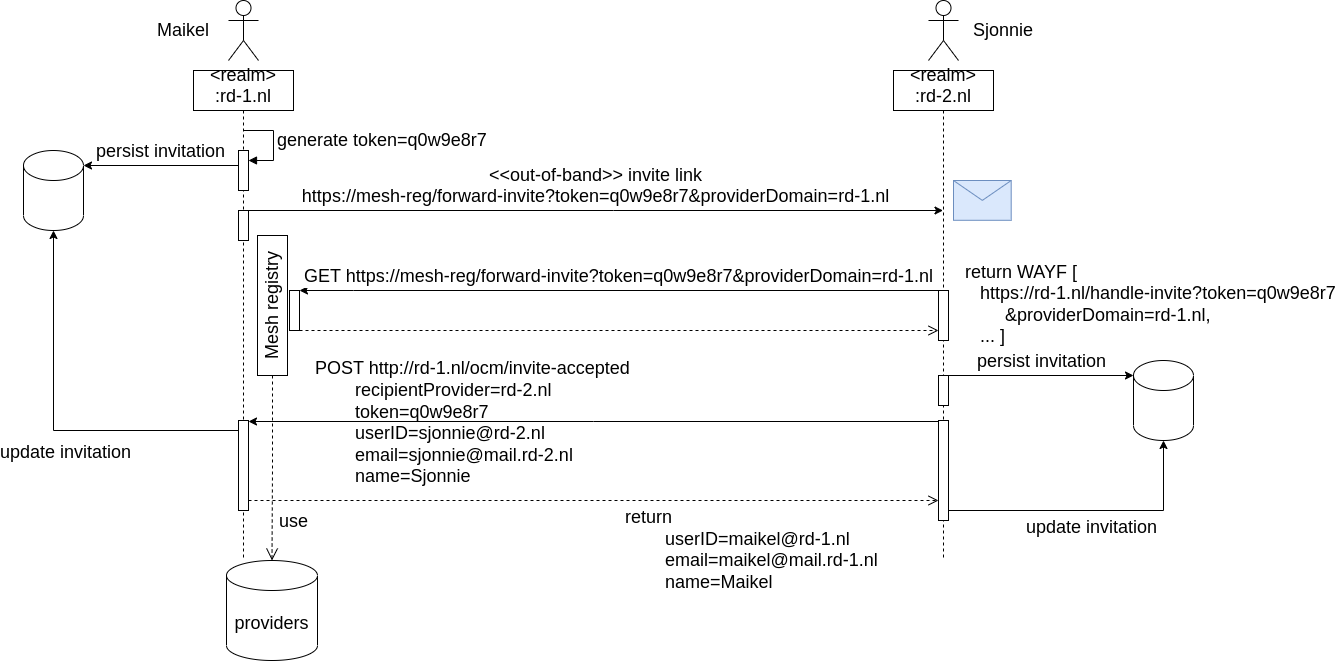 Maikel
Sjonnie
<realm>
:rd-1.nl
<realm>
:rd-2.nl
generate token=q0w9e8r7
persist invitation
<<out-of-band>> invite link
https://mesh-reg/forward-invite?token=q0w9e8r7&providerDomain=rd-1.nl
Mesh registry
GET https://mesh-reg/forward-invite?token=q0w9e8r7&providerDomain=rd-1.nl
return WAYF [
https://rd-1.nl/handle-invite?token=q0w9e8r7
&providerDomain=rd-1.nl,
... ]
persist invitation
POST http://rd-1.nl/ocm/invite-accepted
recipientProvider=rd-2.nl
token=q0w9e8r7
userID=sjonnie@rd-2.nl
email=sjonnie@mail.rd-2.nl
name=Sjonnie
update invitation
use
return
userID=maikel@rd-1.nl
email=maikel@mail.rd-1.nl
name=Maikel
update invitation
providers